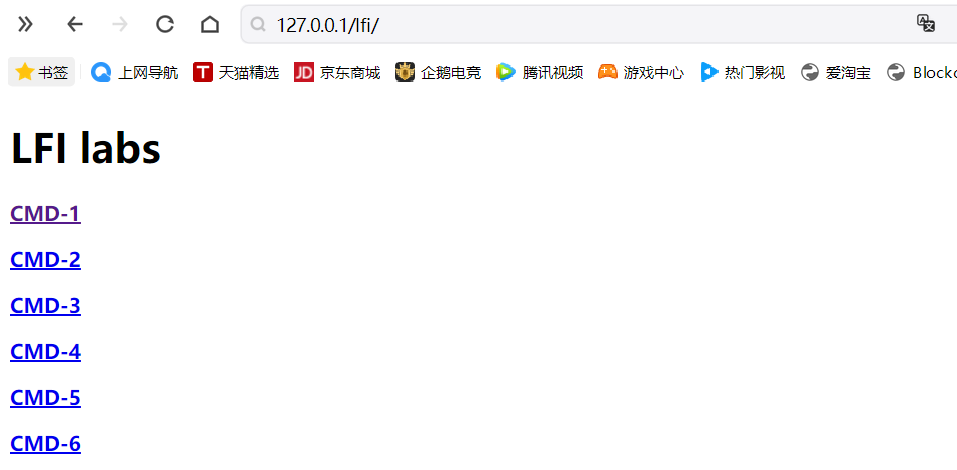 127.0.0.1/lfi/
书签 上网导航 T 天猫精选 JD 京东商城 企鹅电竞 腾讯视频 游戏中心 热门影视 爱淘宝 Blockc
LFI labs
CMD-1
CMD-2
CMD-3
CMD-4
CMD-5
CMD-6